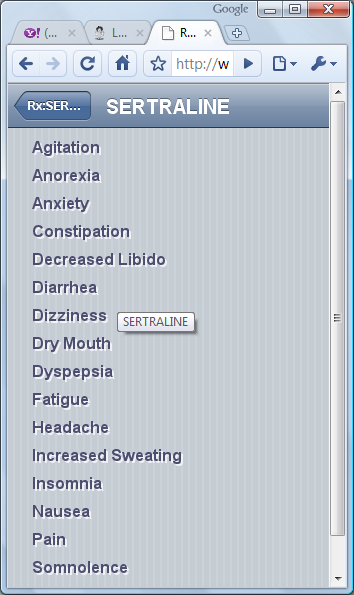 Google
Y! (... L... R...
http://w
Rx:SER... SERTRALINE
Agitation
Anorexia
Anxiety
Constipation
Decreased Libido
Diarrhea
Dizziness
SERTRALINE
Dry Mouth
Dyspepsia
Fatigue
Headache
Increased Sweating
Insomnia
Nausea
Pain
Somnolence